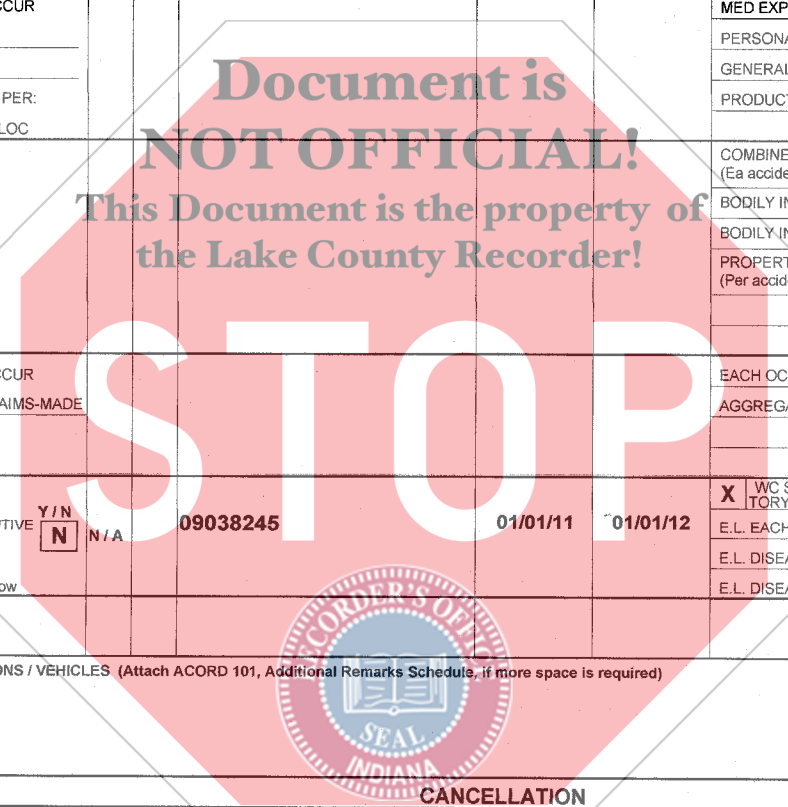 CCUR
MED EXP
PERSONA
GENERAL
PER:
PRODUCT
LOC
Document is
NOT OFFICIAL!
This Document is the property of
the Lake County Recorder!
COMBINE
(Ea accide
BODILY IN
BODILY IN
PROPERT
(Per accid
STOP
CCUR
EACH OC
AIMS-MADE
AGGREGA
X WC S
TORY
Y / N
TIVE N N / A
09038245 01/01/11 01/01/12
E.L. EACH
E.L. DISEA
ow
E.L. DISEA
ONS / VEHICLES (Attach ACORD 101, Additional Remarks Schedule, if more space is required)
RECORDER'S OFFICE
SEAL
INDIANA
CANCELLATION